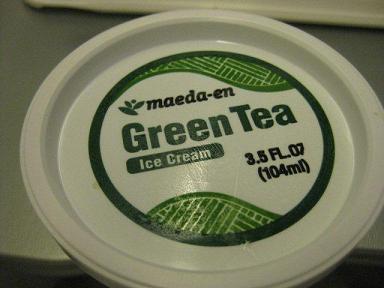 maeda-en
Green Tea
Ice Cream
3.5 FL.OZ
(104ml)